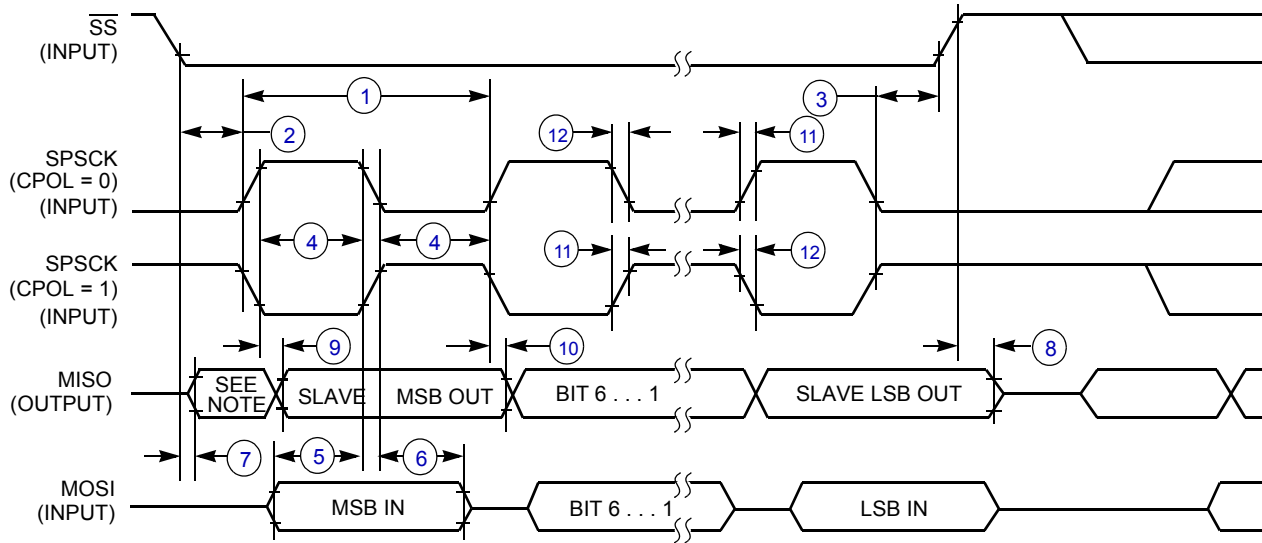 SS
(INPUT)
1
3
2
12
11
SPSCK
(CPOL = 0)
(INPUT)
4
4
11
12
SPSCK
(CPOL = 1)
(INPUT)
9
10
8
MISO
(OUTPUT)
SEE
NOTE
SLAVE
MSB OUT
BIT 6 . . . 1
SLAVE LSB OUT
7
5
6
MOSI
(INPUT)
MSB IN
BIT 6 . . . 1
LSB IN